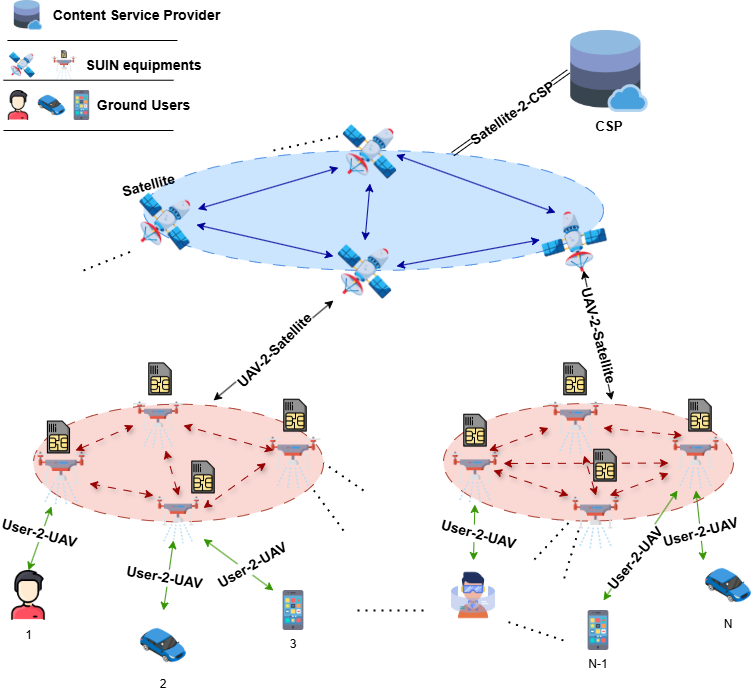 Content Service Provider
SUIN equipments
Ground Users
CSP
Satellite-2-CSP
Satellite
UAV-2-Satellite
UAV-2-Satellite
User-2-UAV
User-2-UAV
User-2-UAV
User-2-UAV
User-2-UAV
User-2-UAV
1
2
3
N-1
N